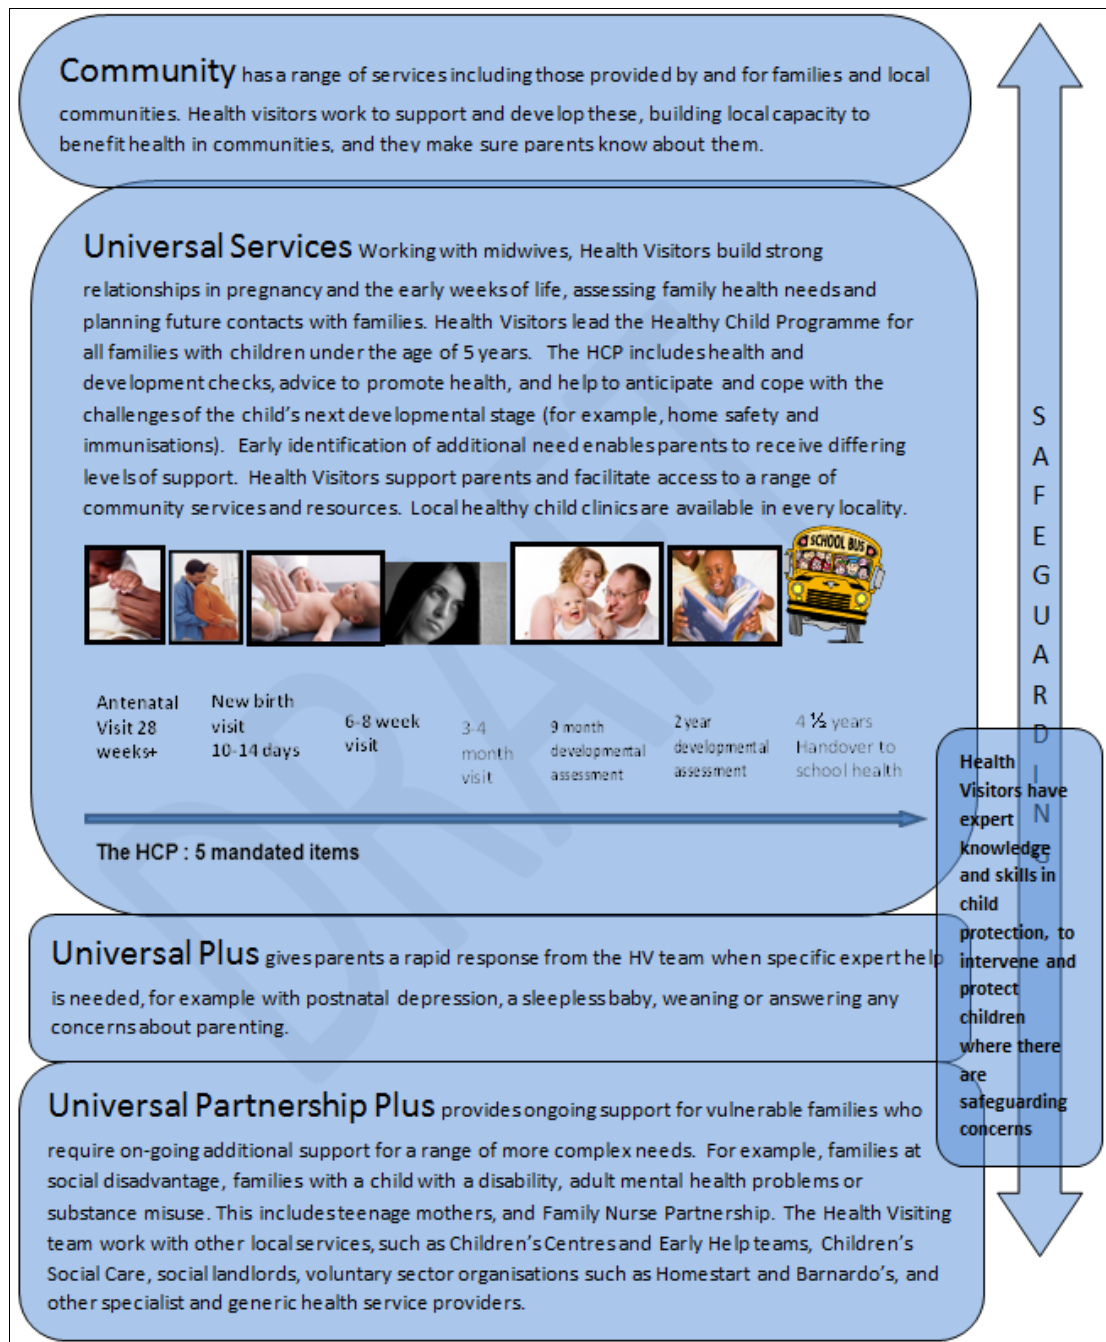 Community has a range of services including those provided by and for families and local
communities. Health visitors work to support and develop these, building local capacity to
benefit health in communities, and they make sure parents know about them.
Universal Services Working with midwives, Health Visitors build strong
relationships in pregnancy and the early weeks of life, assessing family health needs and
planning future contacts with families. Health Visitors lead the Healthy Child Programme for
all families with children under the age of 5 years. The HCP includes health and
development checks, advice to promote health, and help to anticipate and cope with the
challenges of the child's next developmental stage (for example, home safety and
immunisations). Early identification of additional need enables parents to receive differing
levels of support. Health Visitors support parents and facilitate access to a range of
community services and resources. Local healthy child clinics are available in every locality.
SCHOOL BUS
Antenatal
Visit 28
weeks+
New birth
visit
10-14 days
6-8 week
visit
3-4
month
visit
9 month
developmental
assessment
2 year
developmental
assessment
4 ½ years
Handover to
school health
The HCP : 5 mandated items
Universal Plus gives parents a rapid response from the HV team when specific expert help
is needed, for example with postnatal depression, a sleepless baby, weaning or answering any
concerns about parenting.
Universal Partnership Plus provides ongoing support for vulnerable families who
require on-going additional support for a range of more complex needs. For example, families at
social disadvantage, families with a child with a disability, adult mental health problems or
substance misuse. This includes teenage mothers, and Family Nurse Partnership. The Health Visiting
team work with other local services, such as Children's Centres and Early Help teams, Children's
Social Care, social landlords, voluntary sector organisations such as Homestart and Barnardo's, and
other specialist and generic health service providers.
SAFEGUARDING
Health
Visitors have
expert
knowledge
and skills in
child
protection, to
intervene and
protect
children
where there
are
safeguarding
concerns
DRAFT